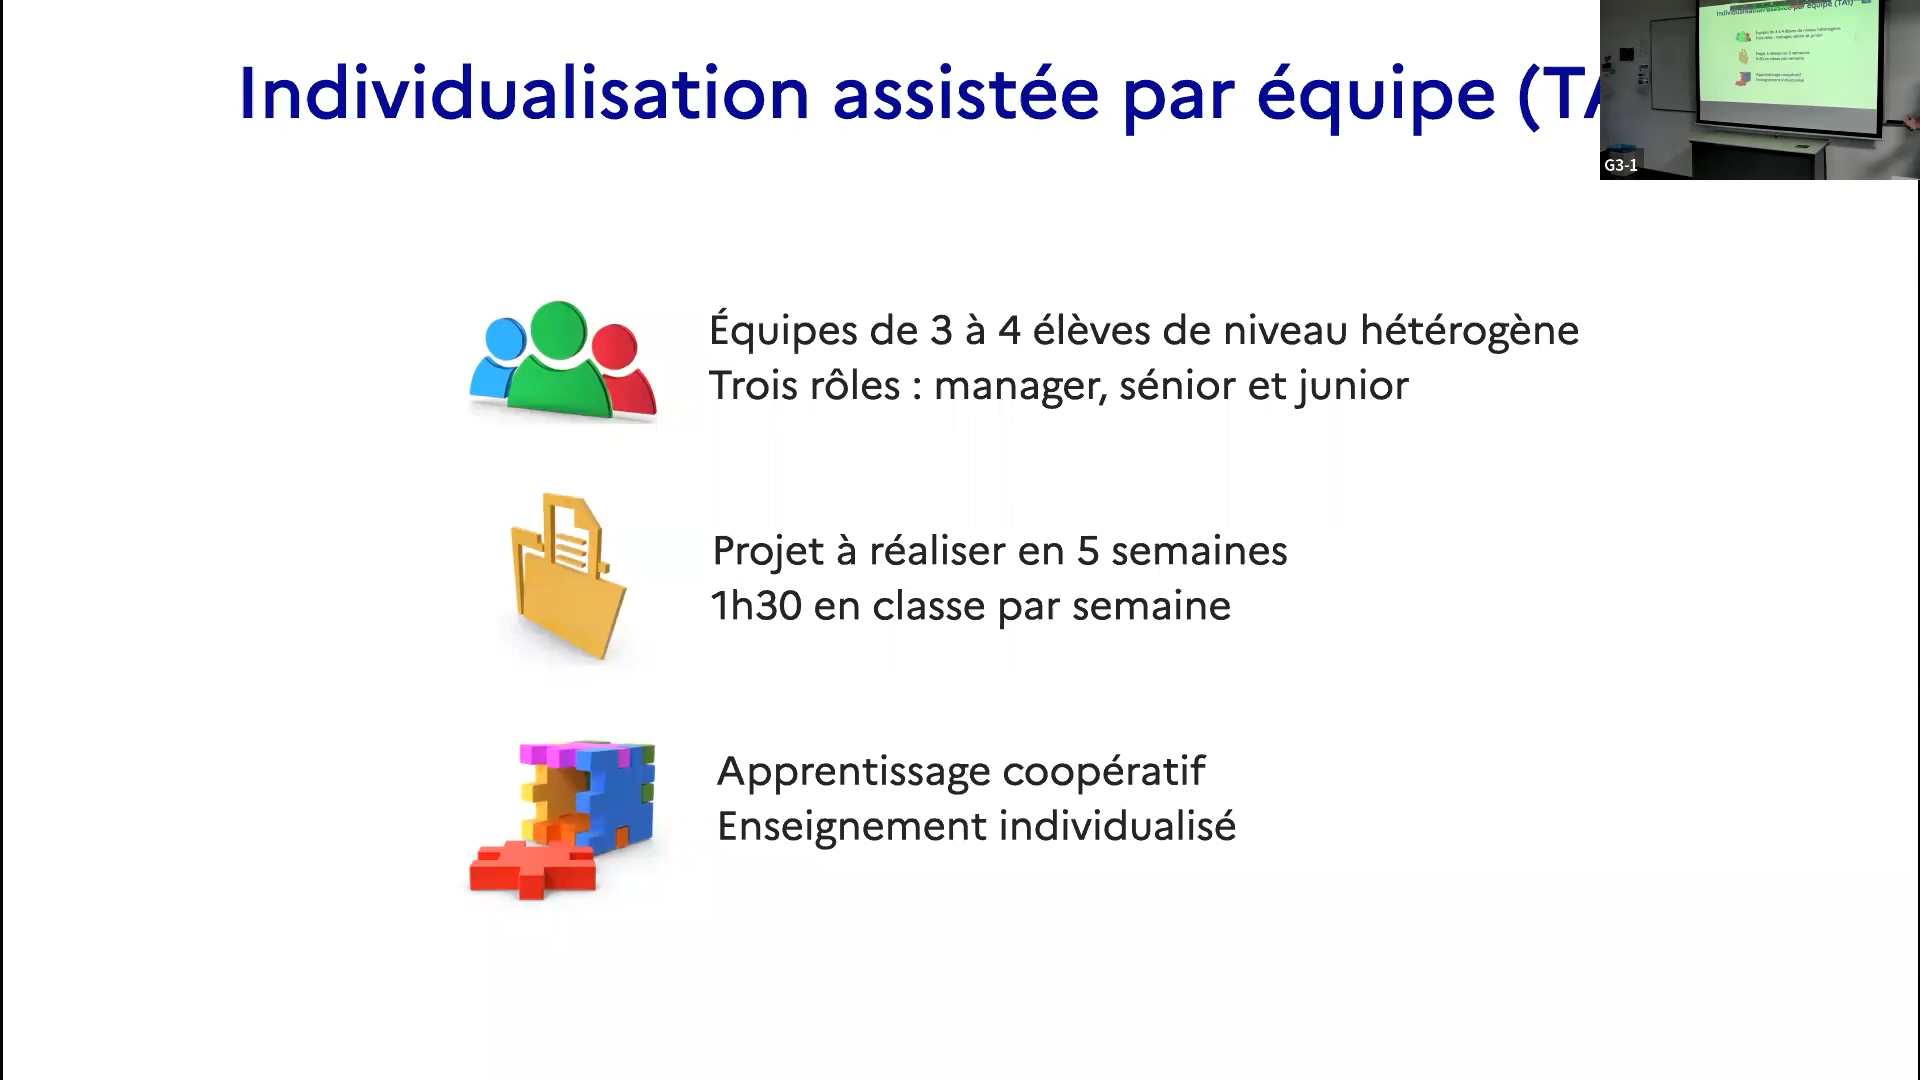 Individualisation assistée par équipe (TA
Équipes de 3 à 4 élèves de niveau hétérogène
Trois rôles : manager, sénior et junior
Projet à réaliser en 5 semaines
1h30 en classe par semaine
Apprentissage coopératif
Enseignement individualisé
G3-1